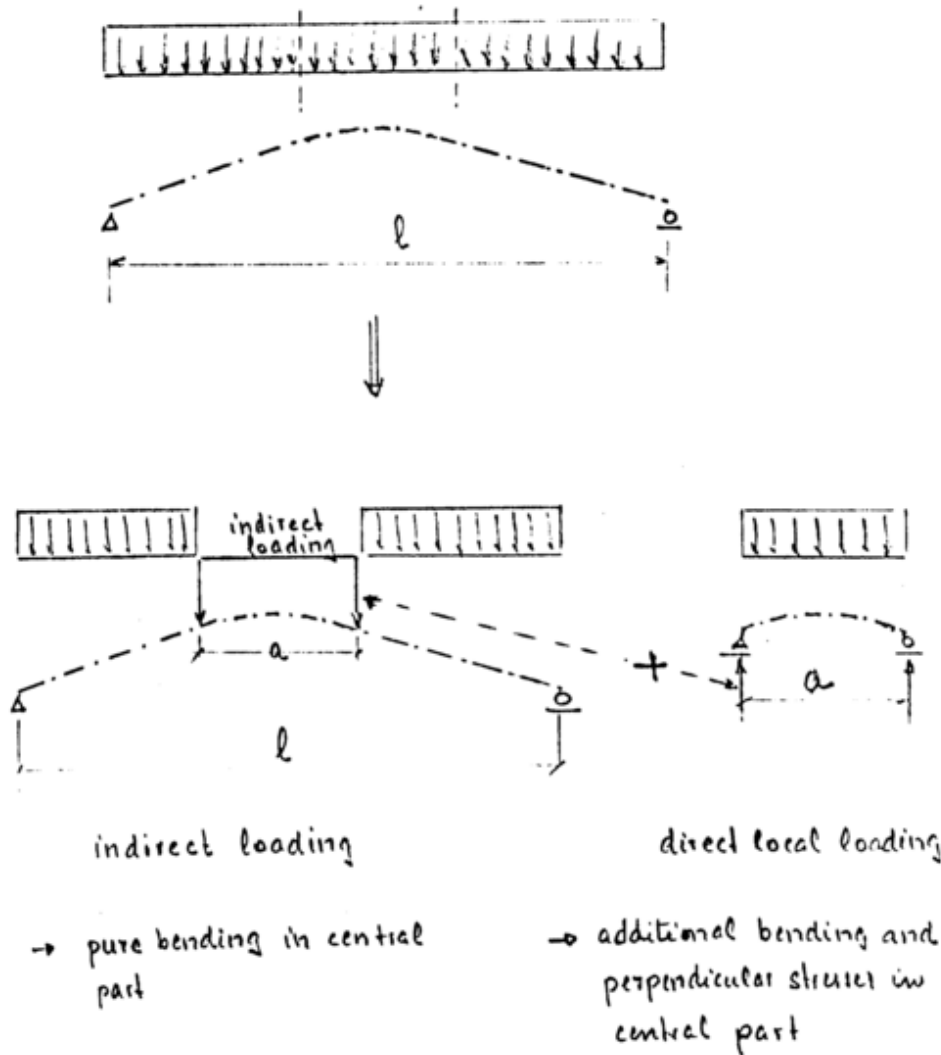 l
indirect
loading
a
l
+
a
indirect loading
direct local loading
→ pure bending in central
part
→ additional bending and
perpendicular stresses in
central part